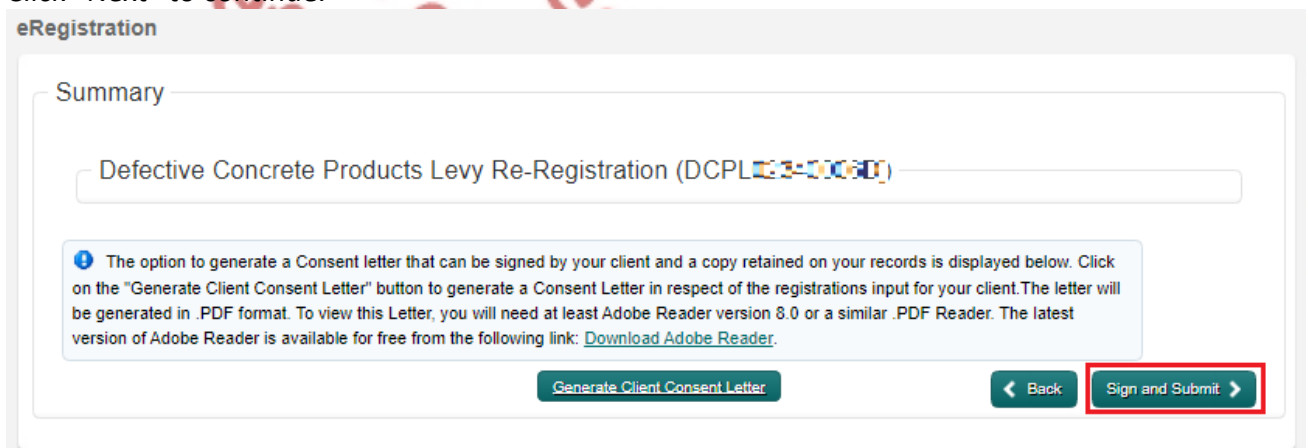 Click "Next" to continue.
eRegistration
Summary
Defective Concrete Products Levy Re-Registration (DCPL
The option to generate a Consent letter that can be signed by your client and a copy retained on your records is displayed below. Click
on the "Generate Client Consent Letter" button to generate a Consent Letter in respect of the registrations input for your client.The letter will
be generated in .PDF format. To view this Letter, you will need at least Adobe Reader version 8.0 or a similar .PDF Reader. The latest
version of Adobe Reader is available for free from the following link: Download Adobe Reader.
Generate Client Consent Letter
Back
Sign and Submit